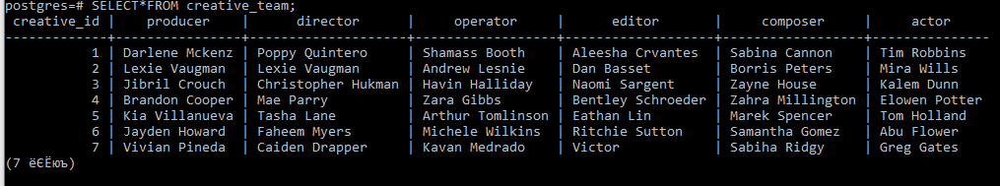 postgres=# SELECT*FROM creative_team;
creative_id | producer | director | operator | editor | composer | actor
-------------+-----------------+--------------------+------------------+-------------------+------------------+---------------
1 | Darlene Mckenz | Poppy Quintero | Shamass Booth | Aleesha Crvantes | Sabina Cannon | Tim Robbins
2 | Lexie Vaugman | Lexie Vaugman | Andrew Lesnie | Dan Basset | Borris Peters | Mira Wills
3 | Jibril Crouch | Christopher Hukman | Havin Halliday | Naomi Sargent | Zayne House | Kalem Dunn
4 | Brandon Cooper | Mae Parry | Zara Gibbs | Bentley Schroeder | Zahra Millington | Elowen Potter
5 | Kia Villanueva | Tasha Lane | Arthur Tomlinson | Eathan Lin | Marek Spencer | Tom Holland
6 | Jayden Howard | Faheem Myers | Michele Wilkins | Ritchie Sutton | Samantha Gomez | Abu Flower
7 | Vivian Pineda | Caiden Drapper | Kavan Medrado | Victor | Sabiha Ridgy | Greg Gates
(7 ёЄЁюъ)